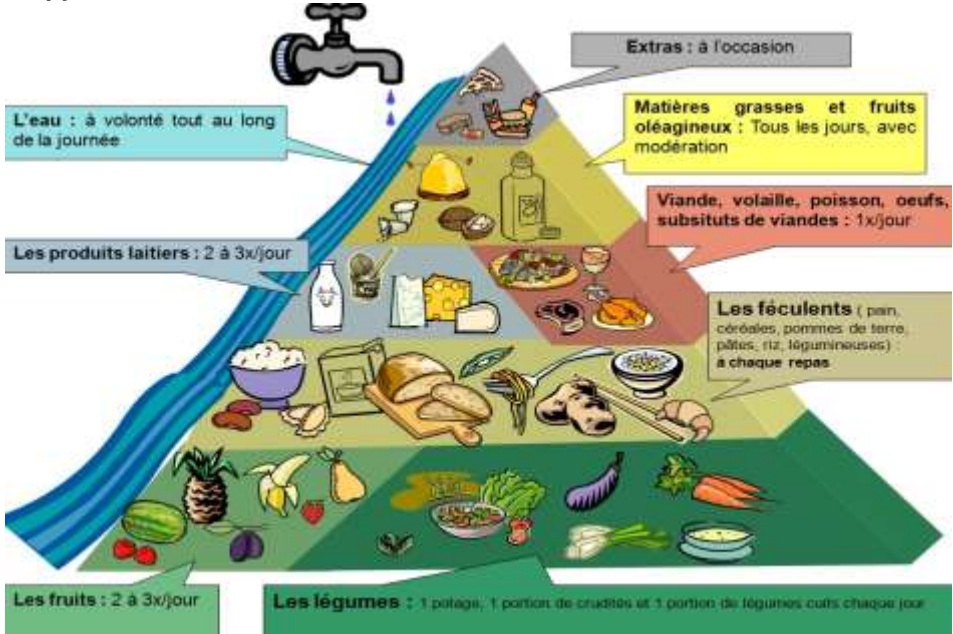 Extras : à l'occasion
L'eau : à volonté tout au long
de la journée
Matières grasses et fruits
oléagineux : Tous les jours, avec
modération
Viande, volaille, poisson, oeufs,
subsituts de viandes : 1x/jour
Les produits laitiers : 2 à 3x/jour
Les féculents ( pain,
céréales, pommes de terre,
pâtes, riz, légumineuses) :
à chaque repas
Les fruits : 2 à 3x/jour
Les légumes : 1 potage, 1 portion de crudités et 1 portion de légumes cuits chaque jour